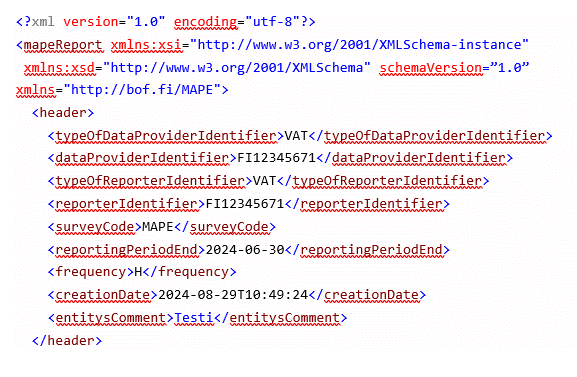 <?xml version="1.0" encoding="utf-8"?>
<mapeReport xmlns:xsi="http://www.w3.org/2001/XMLSchema-instance"
xmlns:xsd="http://www.w3.org/2001/XMLSchema" schemaVersion=”1.0”
xmlns="http://bof.fi/MAPE">
<header>
<typeOfDataProviderIdentifier>VAT</typeOfDataProviderIdentifier>
<dataProviderIdentifier>FI12345671</dataProviderIdentifier>
<typeOfReporterIdentifier>VAT</typeOfReporterIdentifier>
<reporterIdentifier>FI12345671</reporterIdentifier>
<surveyCode>MAPE</surveyCode>
<reportingPeriodEnd>2024-06-30</reportingPeriodEnd>
<frequency>H</frequency>
<creationDate>2024-08-29T10:49:24</creationDate>
<entitysComment>Testi</entitysComment>
</header>